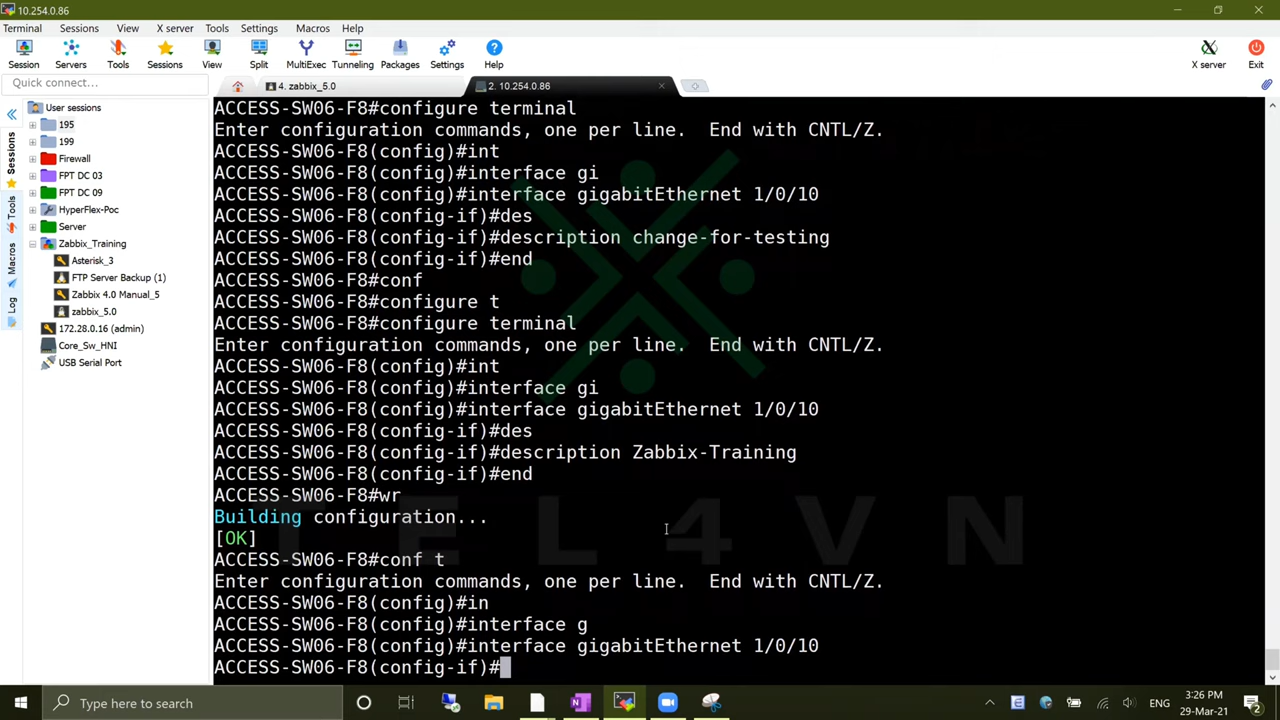 10.254.0.86
Terminal Sessions View X server Tools Settings Macros Help
Session Servers Tools Sessions View Split MultiExec Tunneling Packages Settings Help X server Exit
Quick connect...
4. zabbix_5.0
2. 10.254.0.86
Sessions
Tools
Macros
Log
User sessions
195
199
Firewall
FPT DC 03
FPT DC 09
HyperFlex-Poc
Server
Zabbix_Training
Asterisk_3
FTP Server Backup (1)
Zabbix 4.0 Manual_5
zabbix_5.0
172.28.0.16 (admin)
Core_Sw_HNI
USB Serial Port
ACCESS-SW06-F8#configure terminal
Enter configuration commands, one per line.  End with CNTL/Z.
ACCESS-SW06-F8(config)#int
ACCESS-SW06-F8(config)#interface gi
ACCESS-SW06-F8(config)#interface gigabitEthernet 1/0/10
ACCESS-SW06-F8(config-if)#des
ACCESS-SW06-F8(config-if)#description change-for-testing
ACCESS-SW06-F8(config-if)#end
ACCESS-SW06-F8#conf
ACCESS-SW06-F8#configure t
ACCESS-SW06-F8#configure terminal
Enter configuration commands, one per line.  End with CNTL/Z.
ACCESS-SW06-F8(config)#int
ACCESS-SW06-F8(config)#interface gi
ACCESS-SW06-F8(config)#interface gigabitEthernet 1/0/10
ACCESS-SW06-F8(config-if)#des
ACCESS-SW06-F8(config-if)#description Zabbix-Training
ACCESS-SW06-F8(config-if)#end
ACCESS-SW06-F8#wr
Building configuration...
[OK]
ACCESS-SW06-F8#conf t
Enter configuration commands, one per line.  End with CNTL/Z.
ACCESS-SW06-F8(config)#in
ACCESS-SW06-F8(config)#interface g
ACCESS-SW06-F8(config)#interface gigabitEthernet 1/0/10
ACCESS-SW06-F8(config-if)#
TEL4VN
Type here to search
ENG
3:26 PM
29-Mar-21
2